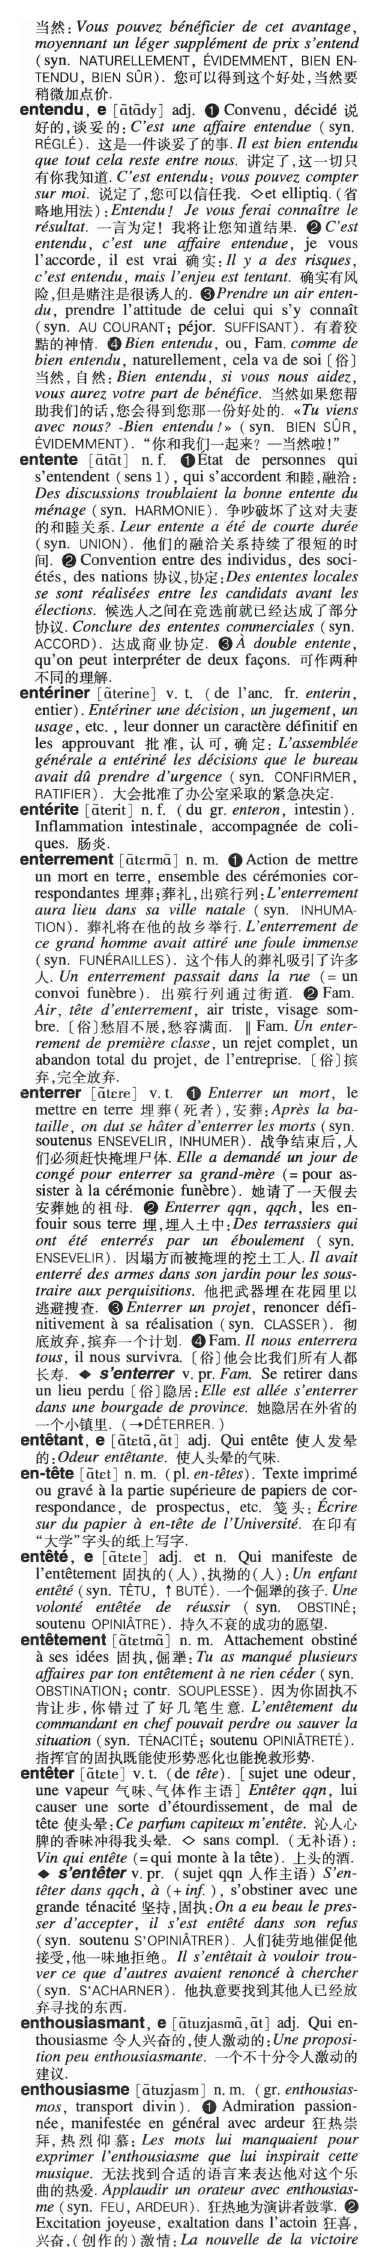 当然: Vous pouvez bénéficier de cet avantage,
moyennant un léger supplément de prix s'entend
(syn. NATURELLEMENT, ÉVIDEMMENT, BIEN EN-
TENDU, BIEN SÛR). 您可以得到这个好处,当然要
稍微加点价.
entendu, e [ãtɑ̃dy] adj. ❶ Convenu, décidé 说
好的,谈妥的: C'est une affaire entendue (syn.
RÉGLÉ). 这是一件谈妥了的事. Il est bien entendu
que tout cela reste entre nous. 讲定了,这一切只
有你我知道. C'est entendu; vous pouvez compter
sur moi. 说定了,您可以信任我. ◇et elliptiq. (省
略地用法): Entendu! Je vous ferai connaître le
résultat. 一言为定! 我将让您知道结果. ❷ C'est
entendu, c'est une affaire entendue, je vous
l'accorde, il est vrai 确实: Il y a des risques,
c'est entendu, mais l'enjeu est tentant. 确实有风
险,但是赌注是很诱人的. ❸ Prendre un air enten-
du, prendre l'attitude de celui qui s'y connaît
(syn. AU COURANT; péjor. SUFFISANT). 有着狡
黠的神情. ❹ Bien entendu, ou, Fam. comme de
bien entendu, naturellement, cela va de soi〔俗〕
当然,自然: Bien entendu, si vous nous aidez,
vous aurez votre part de bénéfice. 当然如果您帮
助我们的话,您会得到您那一份好处的. «Tu viens
avec nous? -Bien entendu!» (syn. BIEN SÛR,
ÉVIDEMMENT). “你和我们一起来? —当然啦!”
entente [ãtãt] n. f. ❶ État de personnes qui
s'entendent (sens 1), qui s'accordent 和睦,融洽:
Des discussions troublaient la bonne entente du
ménage (syn. HARMONIE). 争吵破坏了这对夫妻
的和睦关系. Leur entente a été de courte durée
(syn. UNION). 他们的融洽关系持续了很短的时
间. ❷ Convention entre des individus, des soci-
étés, des nations 协议,协定: Des ententes locales
se sont réalisées entre les candidats avant les
élections. 候选人之间在竞选前就已经达成了部分
协议. Conclure des ententes commerciales (syn.
ACCORD). 达成商业协定. ❸ À double entente,
qu'on peut interpréter de deux façons. 可作两种
不同的理解.
entériner [ãterine] v. t. (de l'anc. fr. enterin,
entier). Entériner une décision, un jugement, un
usage, etc., leur donner un caractère définitif en
les approuvant 批准,认可,确定: L'assemblée
générale a entériné les décisions que le bureau
avait dû prendre d'urgence (syn. CONFIRMER,
RATIFIER). 大会批准了办公室采取的紧急决定.
entérite [ãterit] n. f. (du gr. enteron, intestin).
Inflammation intestinale, accompagnée de coli-
ques. 肠炎.
enterrement [ãtɛrmã] n. m. ❶ Action de mettre
un mort en terre, ensemble des cérémonies cor-
respondantes 埋葬;葬礼,出殡行列: L'enterrement
aura lieu dans sa ville natale (syn. INHUMA-
TION). 葬礼将在他的故乡举行. L'enterrement de
ce grand homme avait attiré une foule immense
(syn. FUNÉRAILLES). 这个伟人的葬礼吸引了许多
人. Un enterrement passait dans la rue (= un
convoi funèbre). 出殡行列通过街道. ❷ Fam.
Air, tête d'enterrement, air triste, visage som-
bre.〔俗〕愁眉不展,愁容满面. ‖ Fam. Un enter-
rement de première classe, un rejet complet, un
abandon total du projet, de l'entreprise.〔俗〕摈
弃,完全放弃.
enterrer [ãtɛre] v. t. ❶ Enterrer un mort, le
mettre en terre 埋葬(死者),安葬: Après la ba-
taille, on dut se hâter d'enterrer les morts (syn.
soutenus ENSEVELIR, INHUMER). 战争结束后,人
们必须赶快掩埋尸体. Elle a demandé un jour de
congé pour enterrer sa grand-mère (= pour as-
sister à la cérémonie funèbre). 她请了一天假去
安葬她的祖母. ❷ Enterrer qqn, qqch, les en-
fouir sous terre 埋,埋入土中: Des terrassiers qui
ont été enterrés par un éboulement (syn.
ENSEVELIR). 因塌方而被掩埋的挖土工人. Il avait
enterré des armes dans son jardin pour les sous-
traire aux perquisitions. 他把武器埋在花园里以
逃避搜查. ❸ Enterrer un projet, renoncer défi-
nitivement à sa réalisation (syn. CLASSER). 彻
底放弃,摈弃一个计划. ❹ Fam. Il nous enterrera
tous, il nous survivra.〔俗〕他会比我们所有人都
长寿. ◆ s'enterrer v. pr. Fam. Se retirer dans
un lieu perdu〔俗〕隐居: Elle est allée s'enterrer
dans une bourgade de province. 她隐居在外省的
一个小镇里. (→DÉTERRER.)
entêtant, e [ãtɛtã,ãt] adj. Qui entête 使人发晕
的: Odeur entêtante. 使人头晕的气味.
en-tête [ãtɛt] n. m. (pl. en-têtes). Texte imprimé
ou gravé à la partie supérieure de papiers de cor-
respondance, de prospectus, etc. 笺头: Écrire
sur du papier à en-tête de l'Université. 在印有
“大学”字头的纸上写字.
entêté, e [ãtɛte] adj. et n. Qui manifeste de
l'entêtement 固执的(人),执拗的(人): Un enfant
entêté (syn. TÊTU, ↑BUTÉ). 一个倔犟的孩子. Une
volonté entêtée de réussir (syn. OBSTINÉ;
soutenu OPINIÂTRE). 持久不衰的成功的愿望.
entêtement [ãtɛtmã] n. m. Attachement obstiné
à ses idées 固执,倔犟: Tu as manqué plusieurs
affaires par ton entêtement à ne rien céder (syn.
OBSTINATION; contr. SOUPLESSE). 因为你固执不
肯让步,你错过了好几笔生意. L'entêtement du
commandant en chef pouvait perdre ou sauver la
situation (syn. TÉNACITÉ; soutenu OPINIÂTRETÉ).
指挥官的固执既能使形势恶化也能挽救形势.
entêter [ãtɛte] v. t. (de tête). [sujet une odeur,
une vapeur 气味、气体作主语] Entêter qqn, lui
causer une sorte d'étourdissement, de mal de
tête 使头晕: Ce parfum capiteux m'entête. 沁人心
脾的香味冲得我头晕. ◇ sans compl. (无补语):
Vin qui entête (= qui monte à la tête). 上头的酒.
◆ s'entêter v. pr. (sujet qqn 人作主语) S'en-
têter dans qqch, à (+ inf.), s'obstiner avec une
grande ténacité 坚持,固执: On a eu beau le pres-
ser d'accepter, il s'est entêté dans son refus
(syn. soutenu S'OPINIÂTRER). 人们徒劳地催促他
接受,他一味地拒绝. Il s'entêtait à vouloir trou-
ver ce que d'autres avaient renoncé à chercher
(syn. S'ACHARNER). 他执意要找到其他人已经放
弃寻找的东西.
enthousiasmant, e [ãtuzjasmã,ãt] adj. Qui en-
thousiasme 令人兴奋的,使人激动的: Une proposi-
tion peu enthousiasmante. 一个不十分令人激动的
建议.
enthousiasme [ãtuzjasm] n. m. (gr. enthousias-
mos, transport divin). ❶ Admiration passion-
née, manifestée en général avec ardeur 狂热崇
拜,热烈仰慕: Les mots lui manquaient pour
exprimer l'enthousiasme que lui inspirait cette
musique. 无法找到合适的语言来表达他对这个乐
曲的热爱. Applaudir un orateur avec enthousias-
me (syn. FEU, ARDEUR). 狂热地为演讲者鼓掌. ❷
Excitation joyeuse, exaltation dans l'actoin 狂喜,
兴奋,(创作的)激情: La nouvelle de la victoire